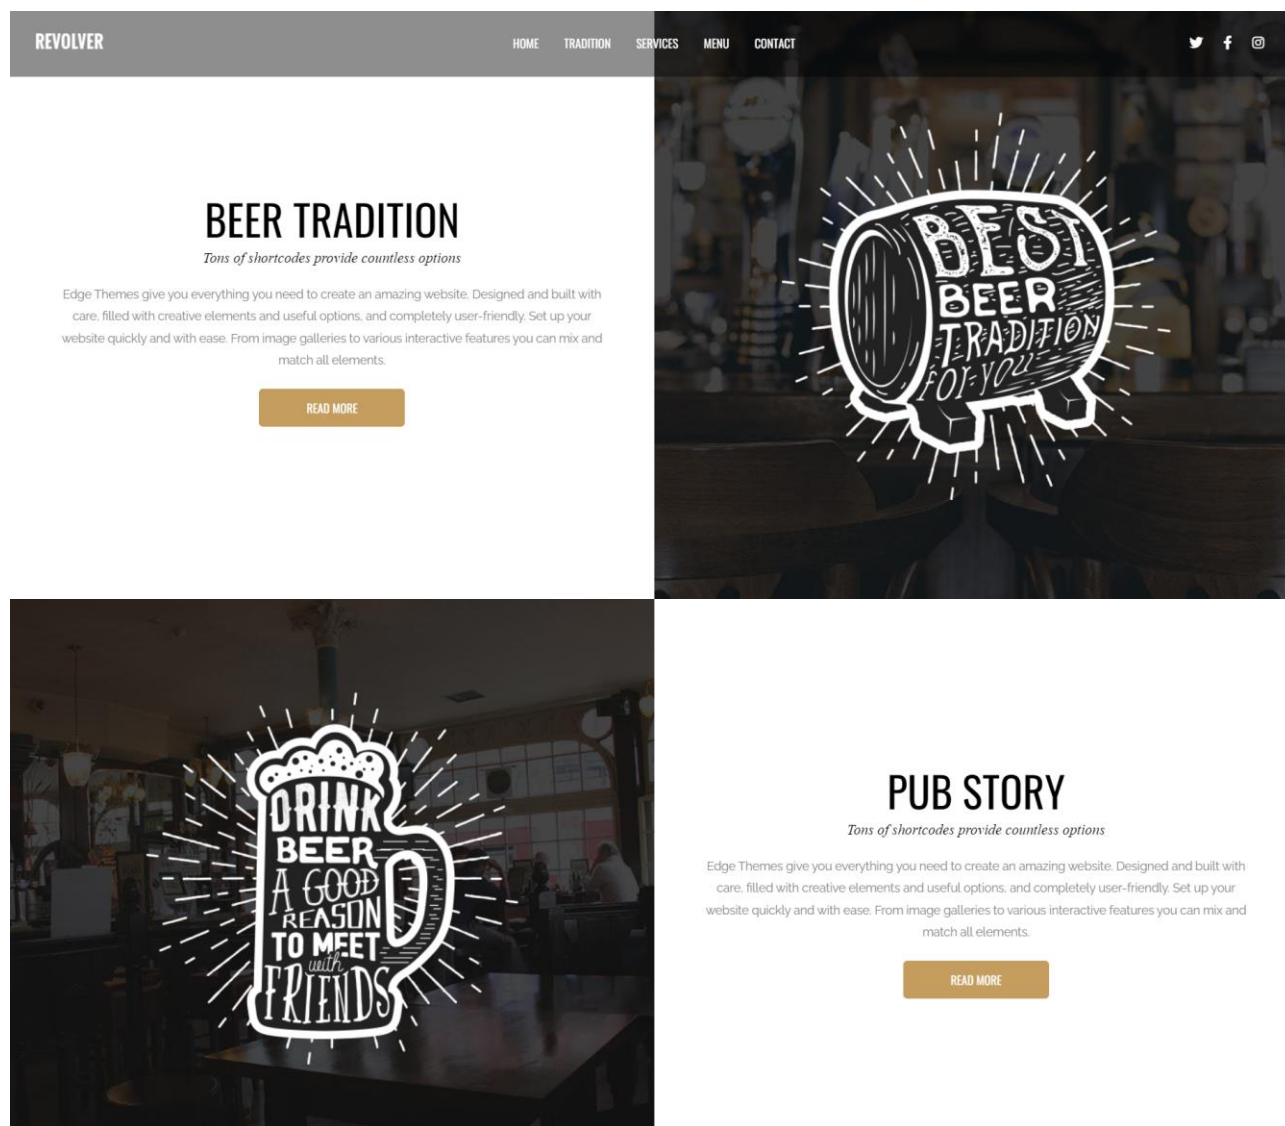 REVOLVER
HOME TRADITION SERVICES MENU CONTACT
BEER TRADITION
Tons of shortcodes provide countless options
Edge Themes give you everything you need to create an amazing website. Designed and built with
care, filled with creative elements and useful options, and completely user-friendly. Set up your
website quickly and with ease. From image galleries to various interactive features you can mix and
match all elements.
READ MORE
BEST
BEER
TRADITION
FOR YOU
DRINK
BEER
A GOOD
REASON
TO MEET
with
FRIENDS
PUB STORY
Tons of shortcodes provide countless options
Edge Themes give you everything you need to create an amazing website. Designed and built with
care, filled with creative elements and useful options, and completely user-friendly. Set up your
website quickly and with ease. From image galleries to various interactive features you can mix and
match all elements.
READ MORE